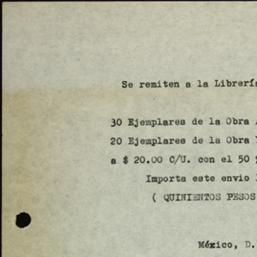 Se remiten a la Librerí
30 Ejemplares de la Obra
20 Ejemplares de la Obra
a $ 20.00 C/U. con el 50
Importa este envio
( QUINIENTOS PESOS
México, D.